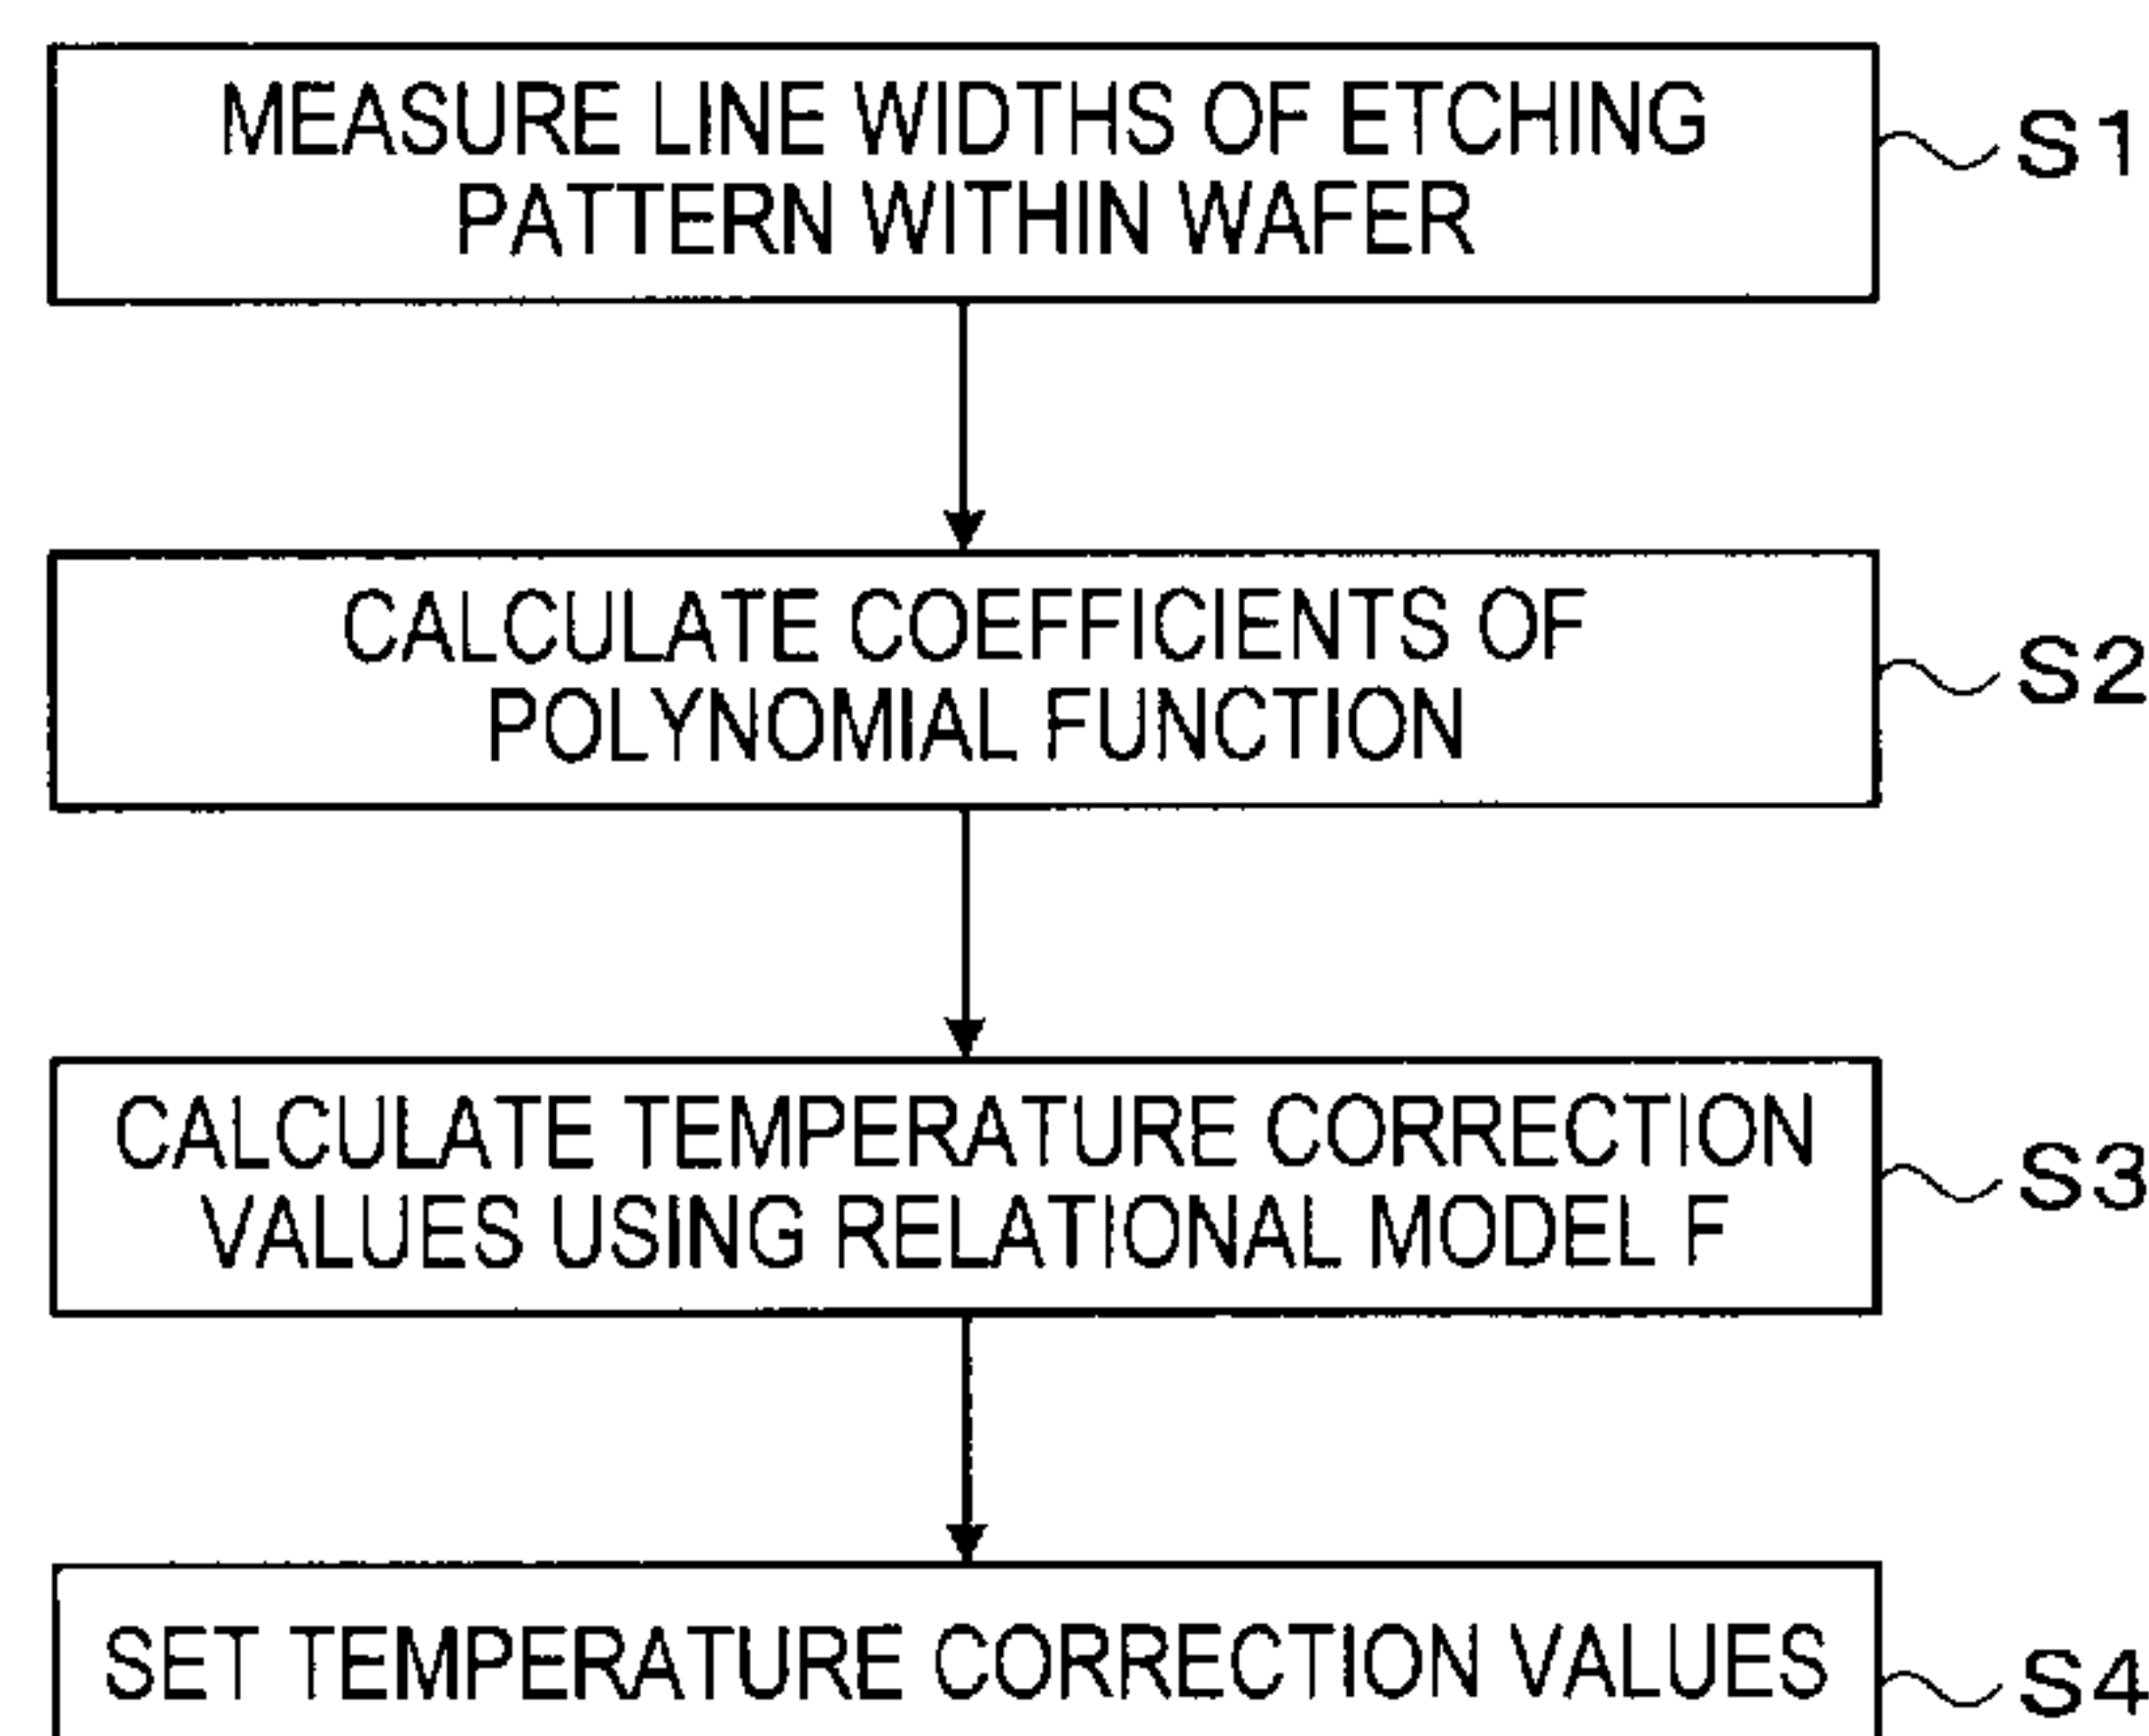 MEASURE LINE WIDTHS OF ETCHING
PATTERN WITHIN WAFER
S1
CALCULATE COEFFICIENTS OF
POLYNOMIAL FUNCTION
S2
CALCULATE TEMPERATURE CORRECTION
VALUES USING RELATIONAL MODEL F
S3
SET TEMPERATURE CORRECTION VALUES
S4